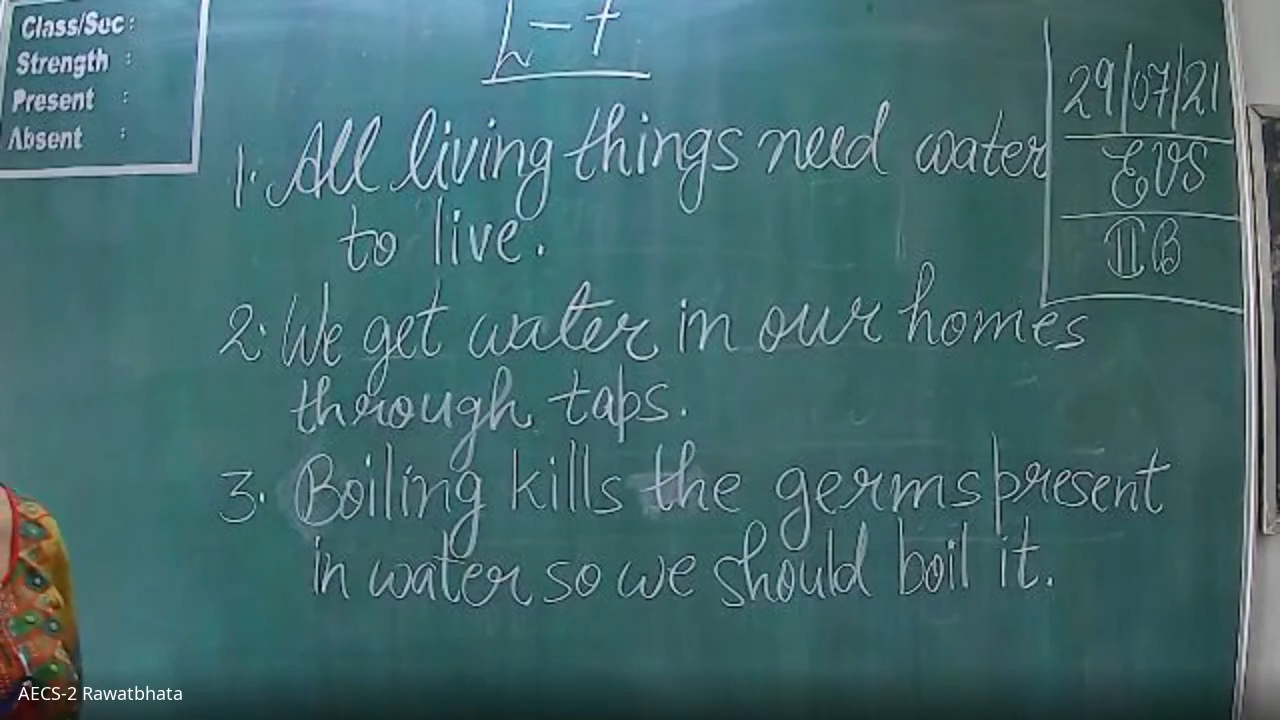 Class/Sec :
Strength :
Present :
Absent :
29/07/21
EVS
II B
1. All living things need water
to live.
2. We get water in our homes
through taps.
3. Boiling kills the germs present
in water so we should boil it.
AECS-2 Rawatbhata